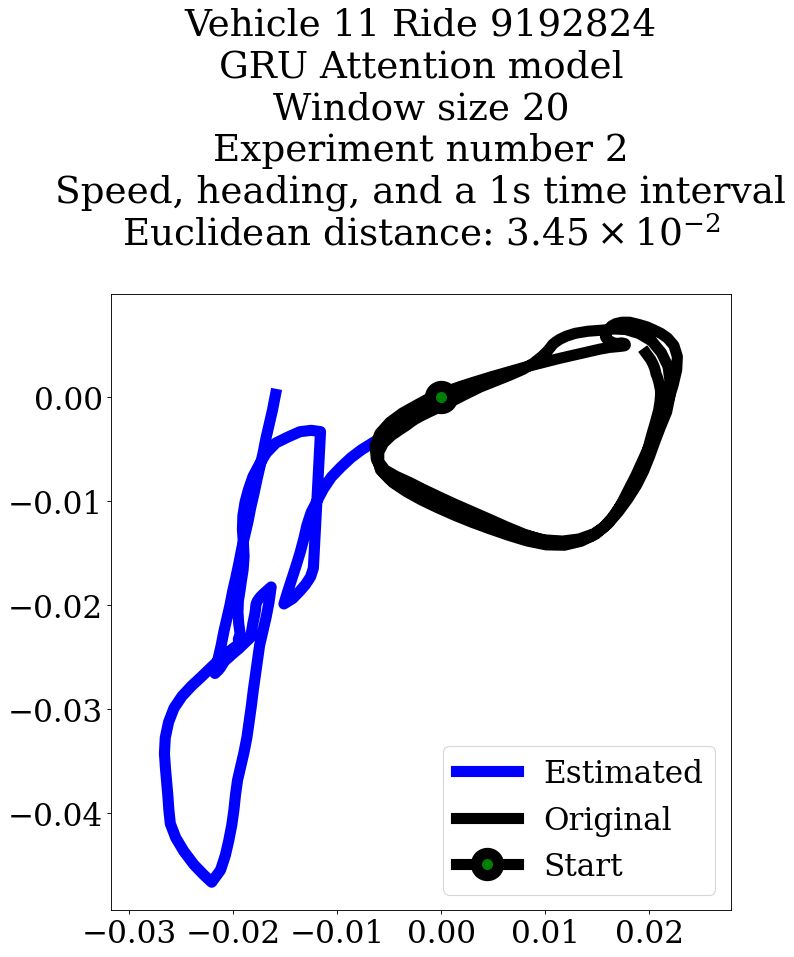 Vehicle 11 Ride 9192824
GRU Attention model
Window size 20
Experiment number 2
Speed, heading, and a 1s time interval
Euclidean distance: 3.45 × 10⁻²
0.00
−0.01
−0.02
−0.03
−0.04
Estimated
Original
Start
−0.03 −0.02 −0.01 0.00 0.01 0.02